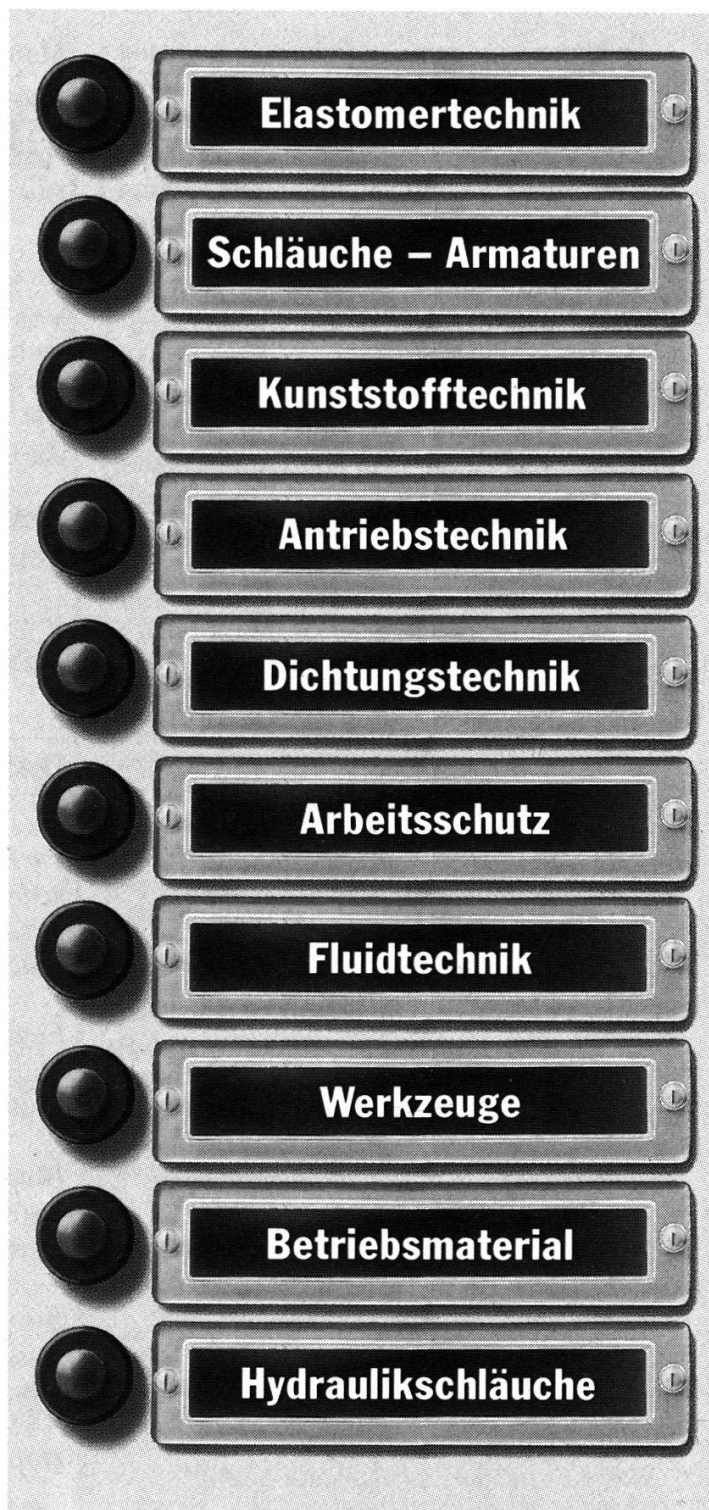 Elastomertechnik
Schläuche – Armaturen
Kunststofftechnik
Antriebstechnik
Dichtungstechnik
Arbeitsschutz
Fluidtechnik
Werkzeuge
Betriebsmaterial
Hydraulikschläuche